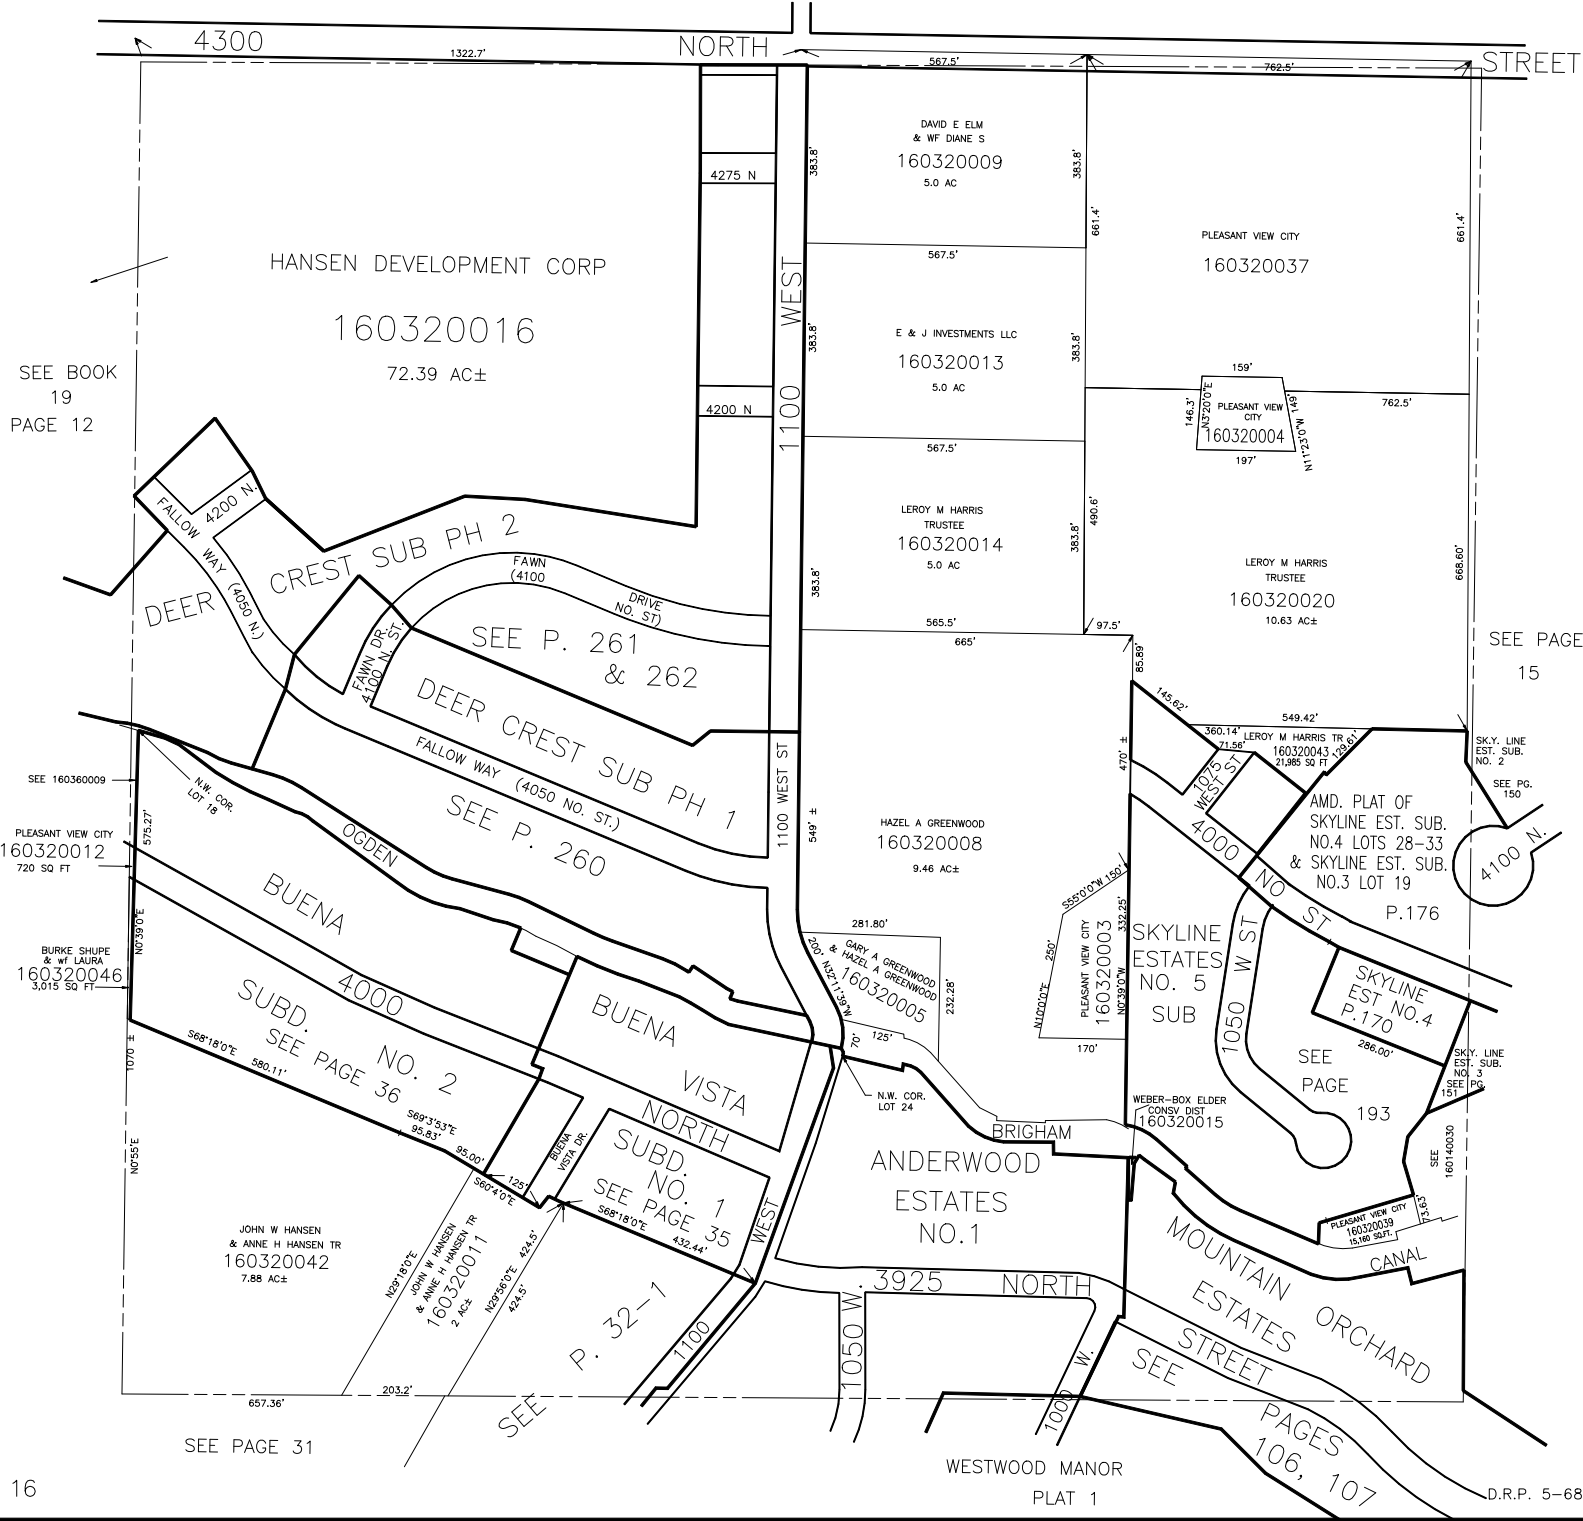 4300
NORTH
STREET
1322.7'
567.5'
762.5'
DAVID E ELM
& WF DIANE S
160320009
5.0 AC
383.8'
383.8'
4275 N
661.4'
661.4'
PLEASANT VIEW CITY
160320037
567.5'
HANSEN DEVELOPMENT CORP
160320016
72.39 AC±
1100 WEST
E & J INVESTMENTS LLC
160320013
5.0 AC
383.8'
383.8'
SEE BOOK
19
PAGE 12
159'
762.5'
146.3'
N3°20'0"E
PLEASANT VIEW
CITY
160320004
N11°23'0"W 149'
197'
4200 N
567.5'
4200 N.
FALLOW WAY (4050 N.)
490.6'
LEROY M HARRIS
TRUSTEE
160320014
5.0 AC
383.8'
383.8'
DEER CREST SUB PH 2
FAWN
(4100
DRIVE
NO. ST)
LEROY M HARRIS
TRUSTEE
160320020
10.63 AC±
668.60'
SEE P. 261
& 262
FAWN DR.
4100 N. ST.
565.5'
97.5'
665'
85.89'
SEE PAGE
15
DEER CREST SUB PH 1
145.62'
549.42'
360.14'
71.56'
LEROY M HARRIS TR
160320043
21,985 SQ FT
129.61'
SKY. LINE
EST. SUB.
NO. 2
SEE PG.
150
FALLOW WAY (4050 NO. ST.)
1100 WEST ST
470' ±
1075
WEST ST
SEE 160360009
N.W. COR.
LOT 18
SEE P. 260
549' ±
575.27'
HAZEL A GREENWOOD
160320008
9.46 AC±
AMD. PLAT OF
SKYLINE EST. SUB.
NO.4 LOTS 28-33
& SKYLINE EST. SUB.
NO.3 LOT 19
P.176
4100 N.
4000 NO ST
PLEASANT VIEW CITY
160320012
720 SQ FT
OGDEN
BUENA
S55°0'0"W 150'
332.25'
N0°39'0"E
281.80'
GARY A GREENWOOD
& HAZEL A GREENWOOD
160320005
200' N32°11'39"W
232.28'
250'
N10°0'0"E
PLEASANT VIEW CITY
160320003
N0°39'0"W
SKYLINE
ESTATES
NO. 5
SUB
1050 W ST
BURKE SHUPE
& wf LAURA
160320046
3,015 SQ FT
4000
SUBD.
NO. 2
SEE PAGE 36
BUENA
VISTA
SKYLINE
EST NO.4
P.170
286.00'
70'
125'
170'
SEE
PAGE
193
SKY. LINE
EST. SUB.
NO. 3
SEE PG.
151
1070 ±
S68°18'0"E
580.11'
N.W. COR.
LOT 24
WEBER-BOX ELDER
CONSV DIST
160320015
NORTH
S69°3'53"E
95.83'
95.00'
BRIGHAM
SEE
160140030
N0°55'E
BUENA
VISTA DR.
SUBD.
NO. 1
SEE PAGE 35
125'
S60°4'0"E
S68°18'0"E
432.44'
WEST
ANDERWOOD
ESTATES
NO.1
73.63'
PLEASANT VIEW CITY
160320039
15,160 SQ.FT.
CANAL
JOHN W HANSEN
& ANNE H HANSEN TR
160320042
7.88 AC±
N29°18'0"E
JOHN W HANSEN
& ANNE H HANSEN TR
160320011
2 AC±
424.5'
N29°56'0"E
424.5'
MOUNTAIN ORCHARD
ESTATES
3925 NORTH
STREET
SEE P. 32-1
1100
1050 W.
1000 W.
SEE
PAGES
106, 107
657.36'
203.2'
SEE PAGE 31
WESTWOOD MANOR
PLAT 1
16
D.R.P. 5-68